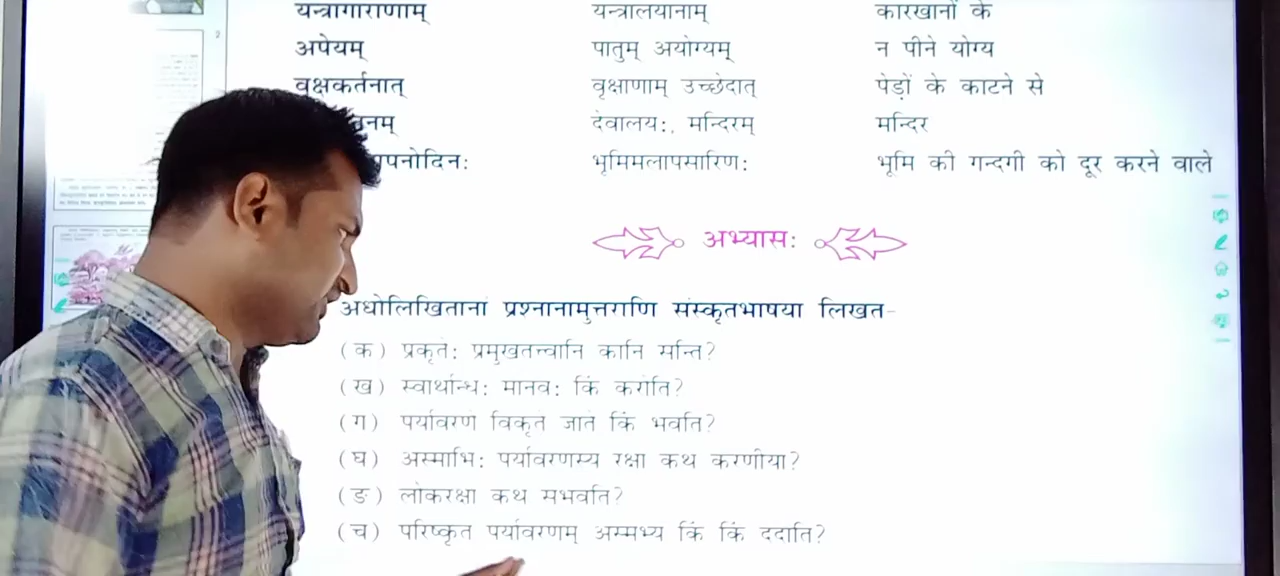 यन्त्रागाराणाम् यन्त्रालयानाम् कारखानों के
अपेयम् पातुम् अयोग्यम् न पीने योग्य
वृक्षकर्तनात् वृक्षाणाम् उच्छेदात् पेड़ों के काटने से
देवालयः, मन्दिरम् मन्दिर
पनोदिनः भूमिमलापसारिणः भूमि की गन्दगी को दूर करने वाले
अभ्यासः
अधोलिखितानां प्रश्नानामुत्तराणि संस्कृतभाषया लिखत-
(क) प्रकृतेः प्रमुखतत्त्वानि कानि सन्ति?
(ख) स्वार्थान्धः मानवः किं करोति?
(ग) पर्यावरणे विकृते जाते किं भवति?
(घ) अस्माभिः पर्यावरणस्य रक्षा कथं करणीया?
(ङ) लोकरक्षा कथं संभवति?
(च) परिष्कृतं पर्यावरणम् अस्मभ्यं किं किं ददाति?